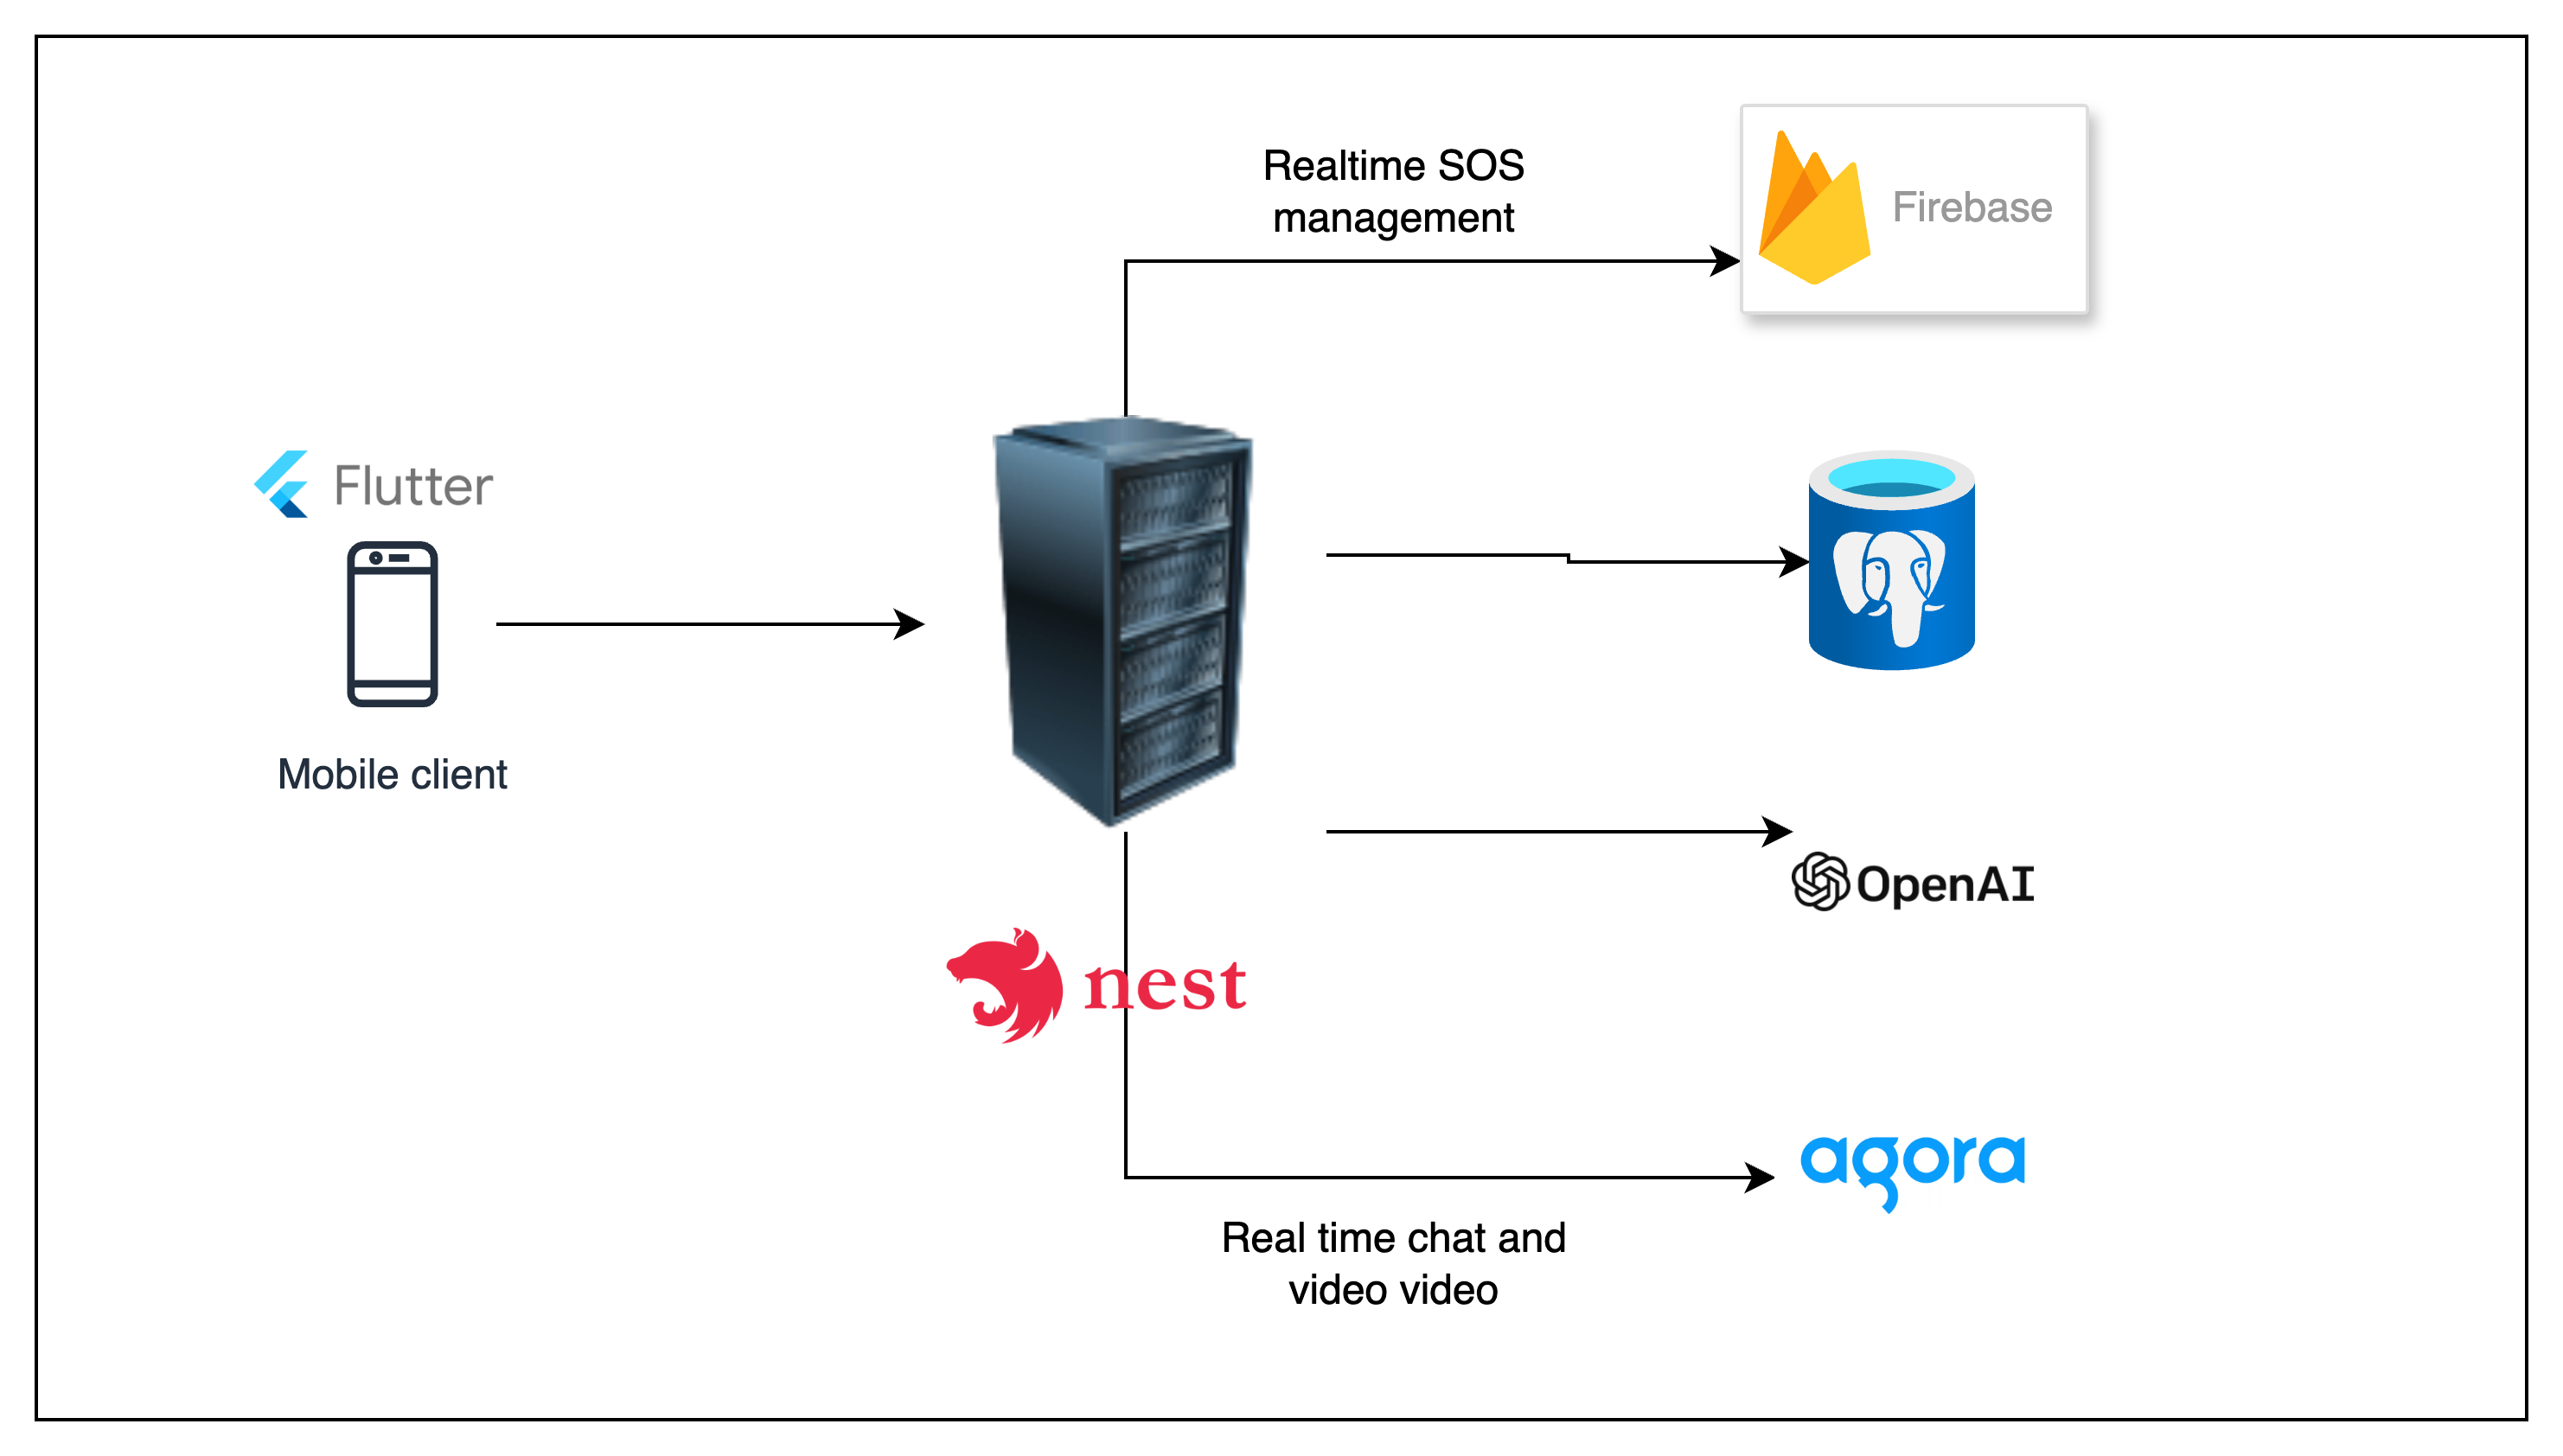 Realtime SOS
management
Firebase
Flutter
Mobile client
OpenAI
nest
agora
Real time chat and
video video